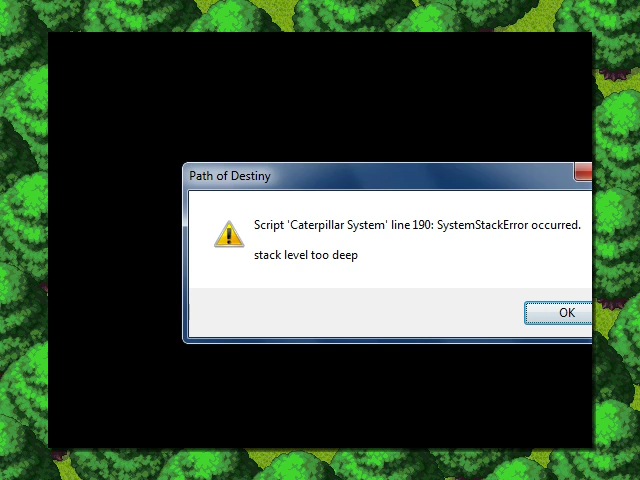 Path of Destiny
Script 'Caterpillar System' line 190: SystemStackError occurred.
stack level too deep
OK